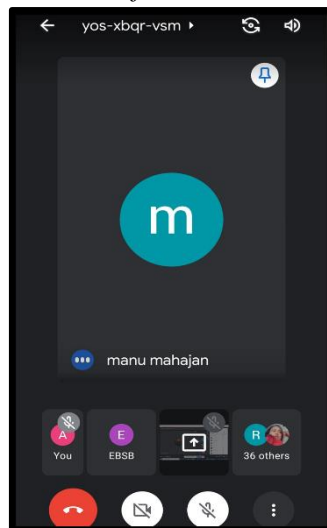 yos-xbqr-vsm
m
manu mahajan
A
E
R
You
EBSB
36 others